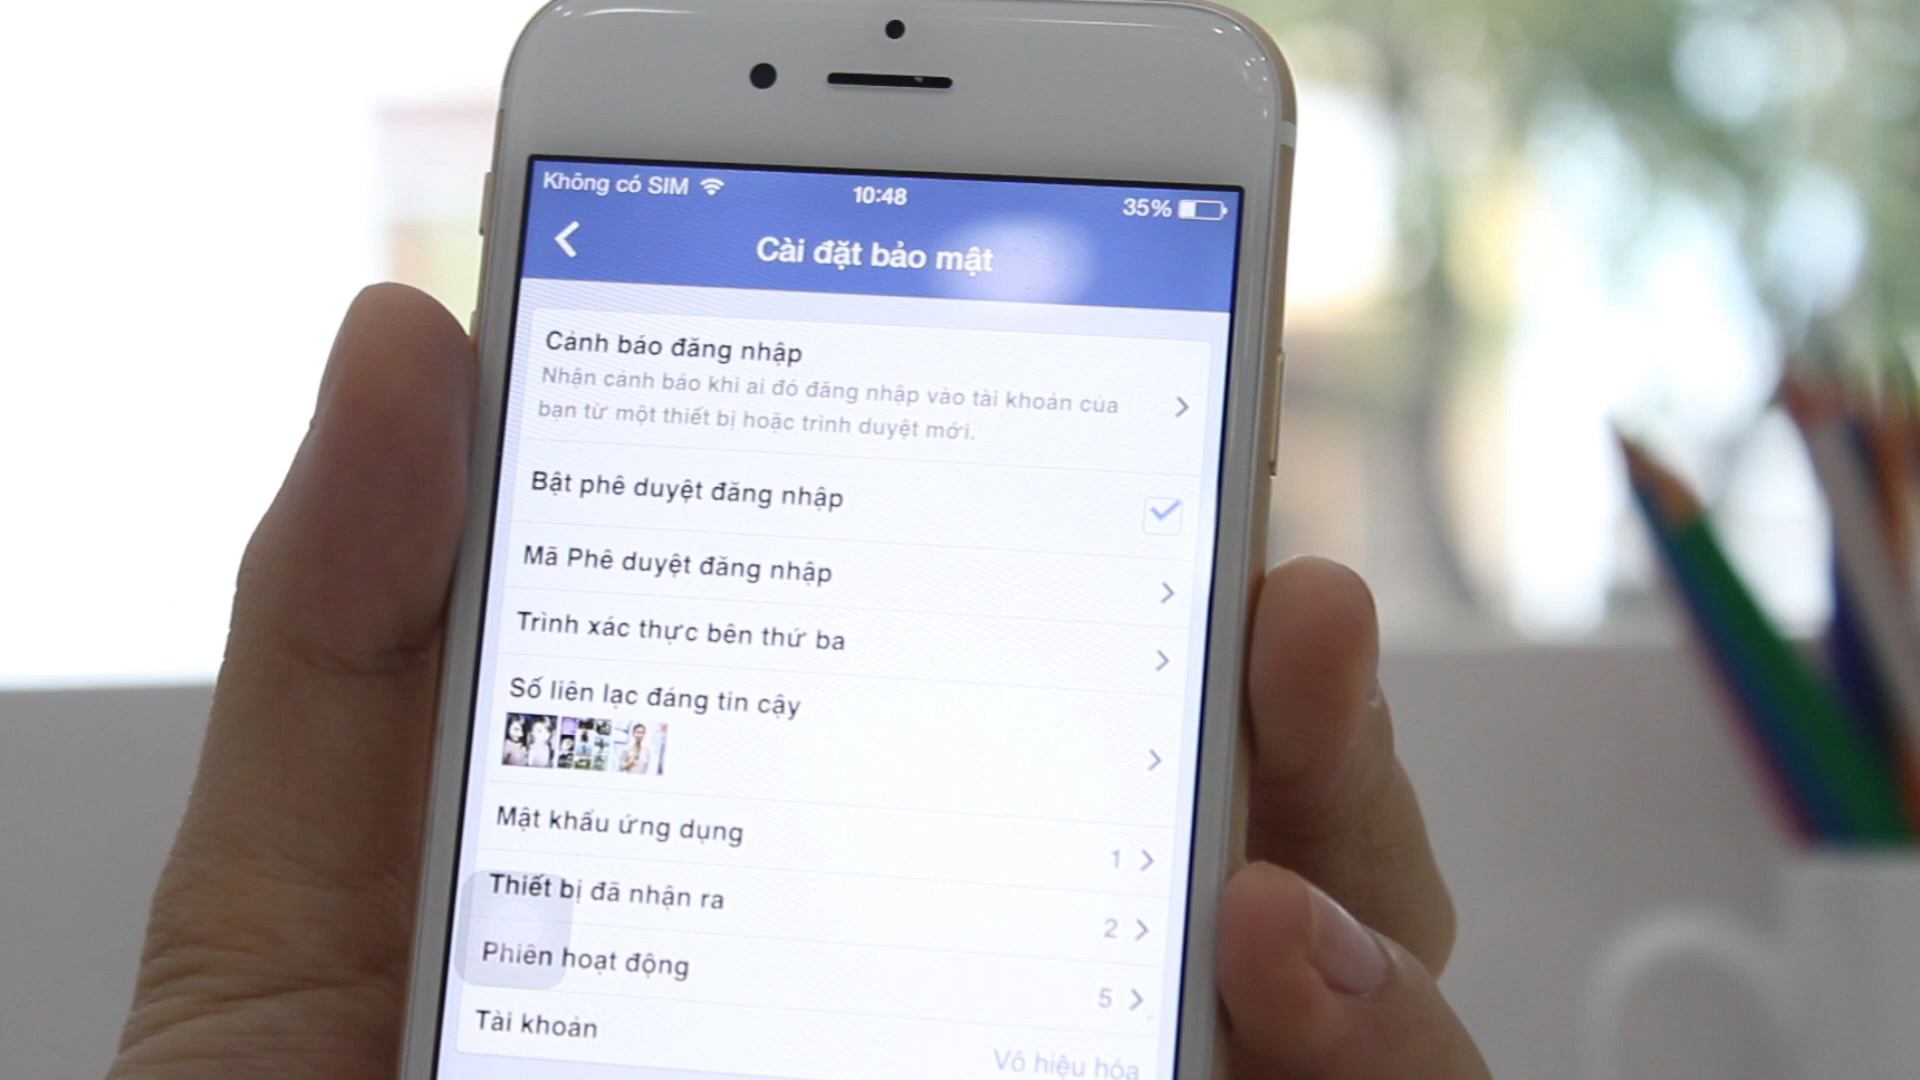 Không có SIM 10:48 35%
Cài đặt bảo mật
Cảnh báo đăng nhập
Nhận cảnh báo khi ai đó đăng nhập vào tài khoản của
bạn từ một thiết bị hoặc trình duyệt mới.
Bật phê duyệt đăng nhập
Mã Phê duyệt đăng nhập
Trình xác thực bên thứ ba
Số liên lạc đáng tin cậy
Mật khẩu ứng dụng 1
Thiết bị đã nhận ra 2
Phiên hoạt động 5
Tài khoản Vô hiệu hóa